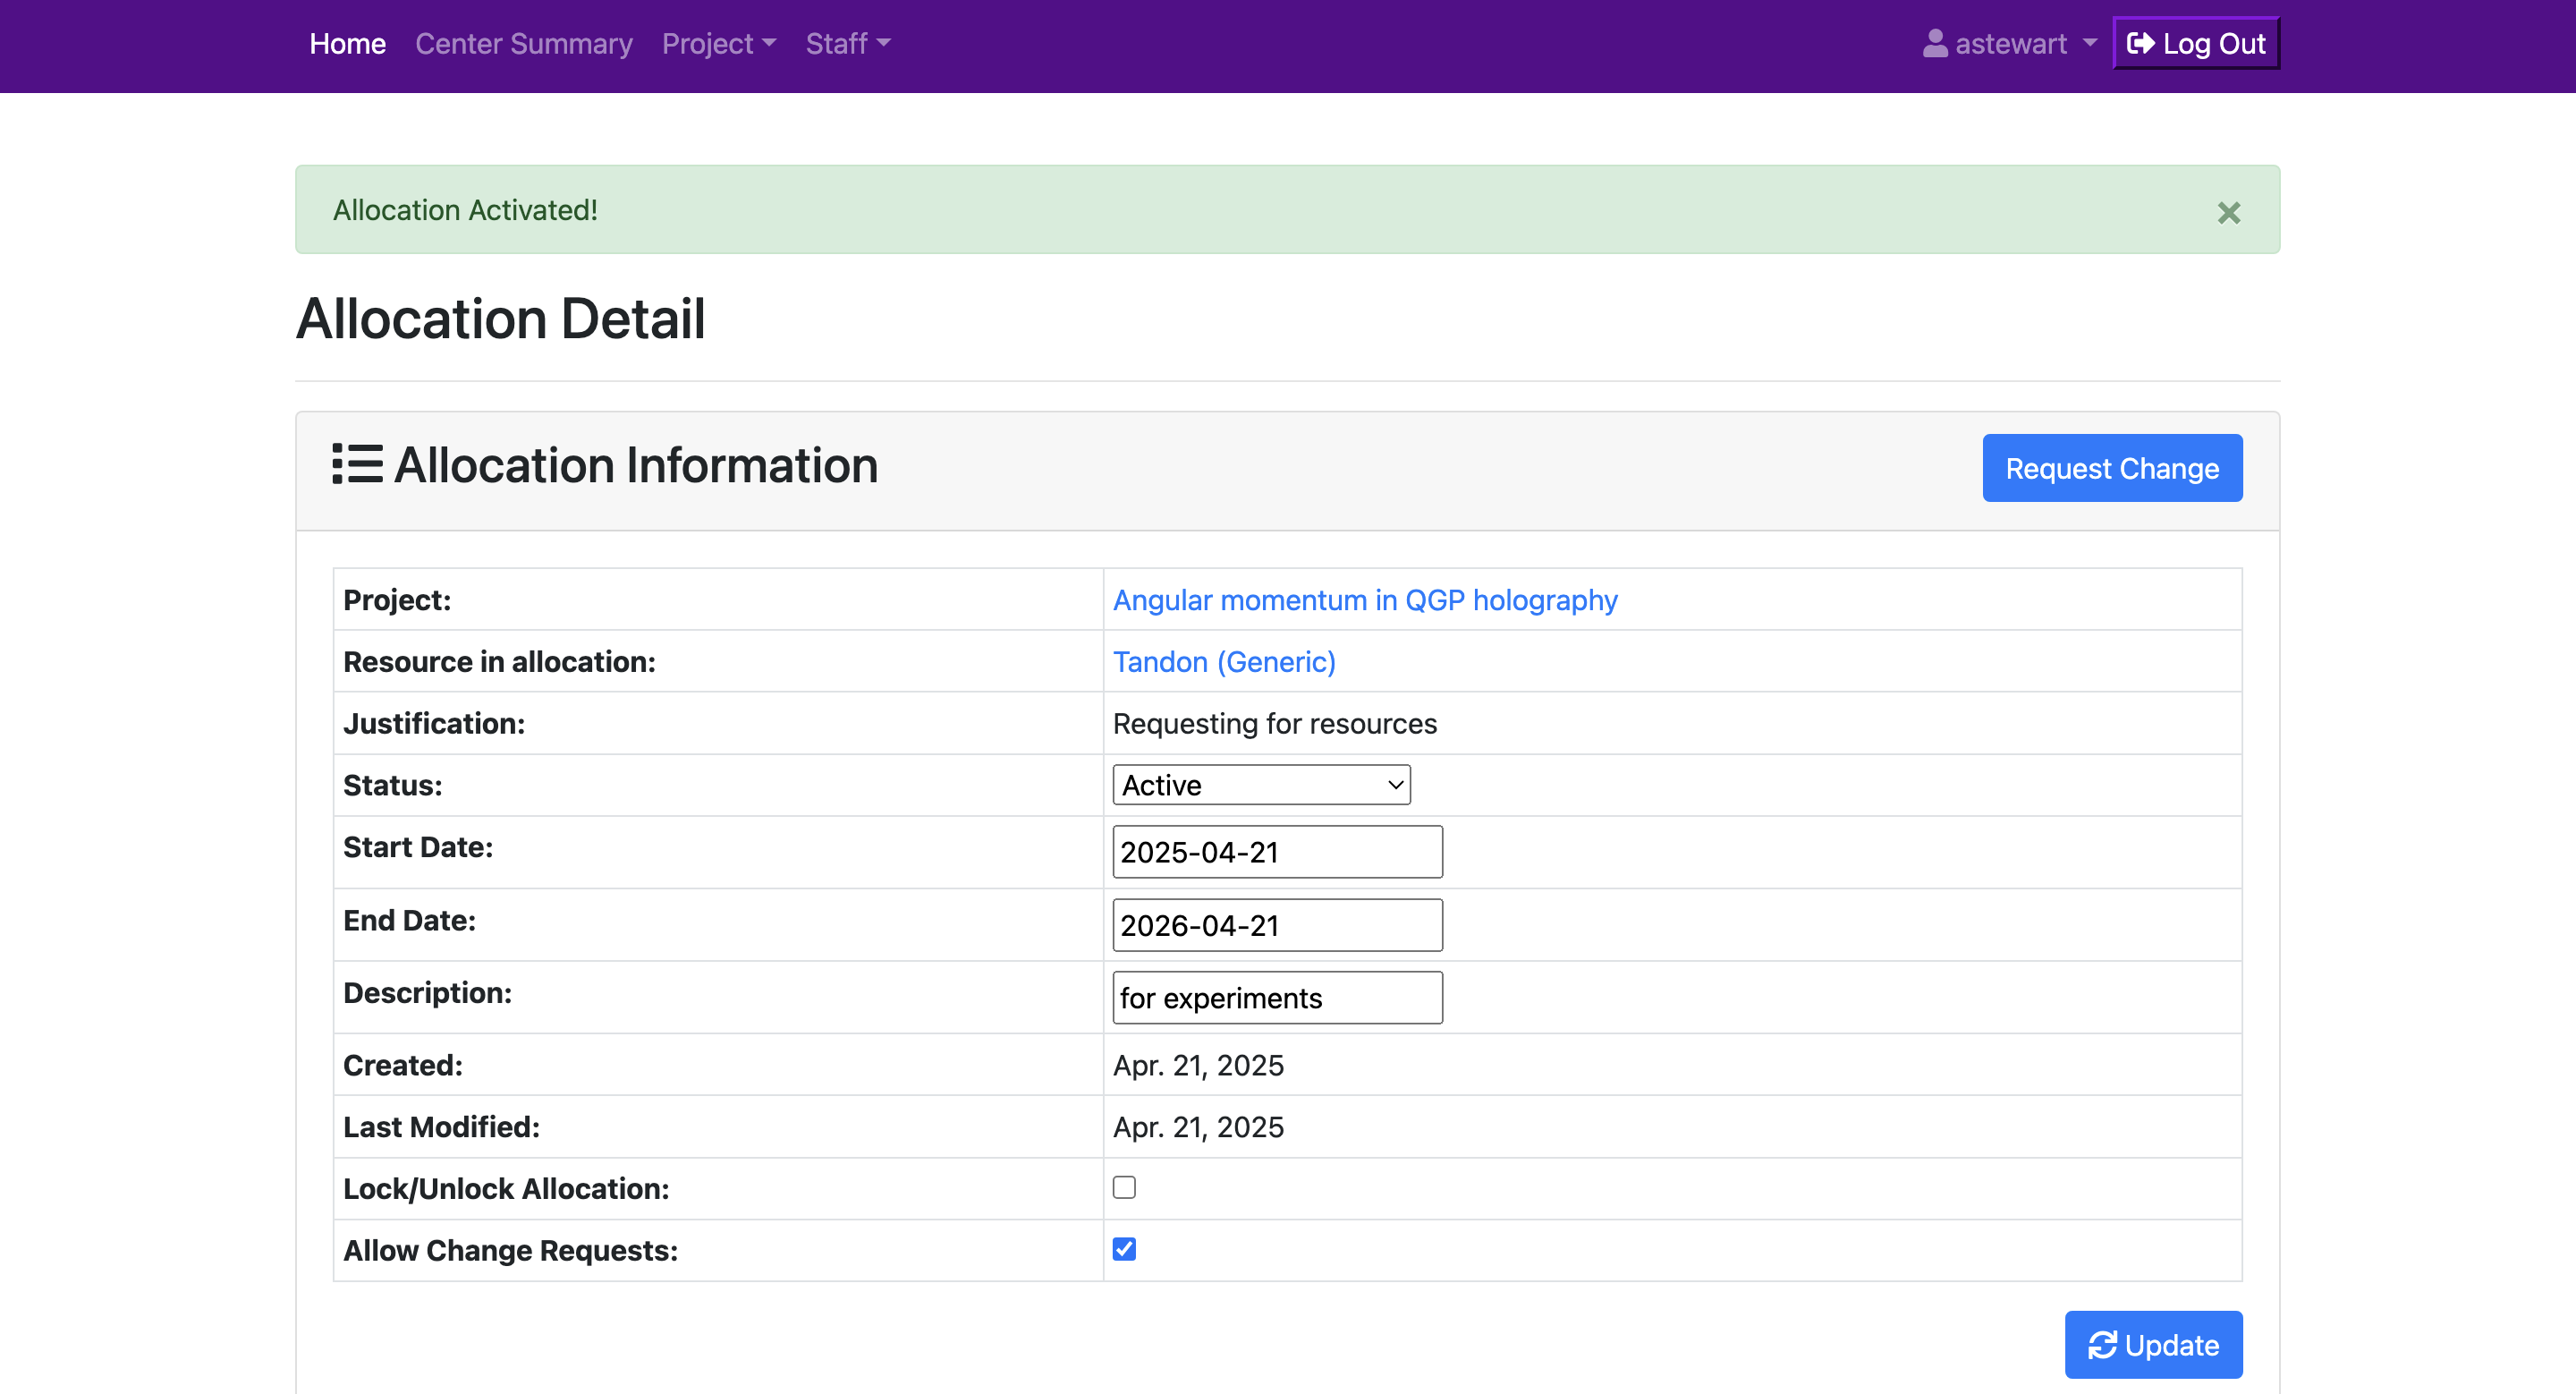 Home Center Summary Project Staff astewart Log Out
Allocation Activated!
Allocation Detail
Allocation Information Request Change
Project: Angular momentum in QGP holography
Resource in allocation: Tandon (Generic)
Justification: Requesting for resources
Status: Active
Start Date: 2025-04-21
End Date: 2026-04-21
Description: for experiments
Created: Apr. 21, 2025
Last Modified: Apr. 21, 2025
Lock/Unlock Allocation:
Allow Change Requests:
Update